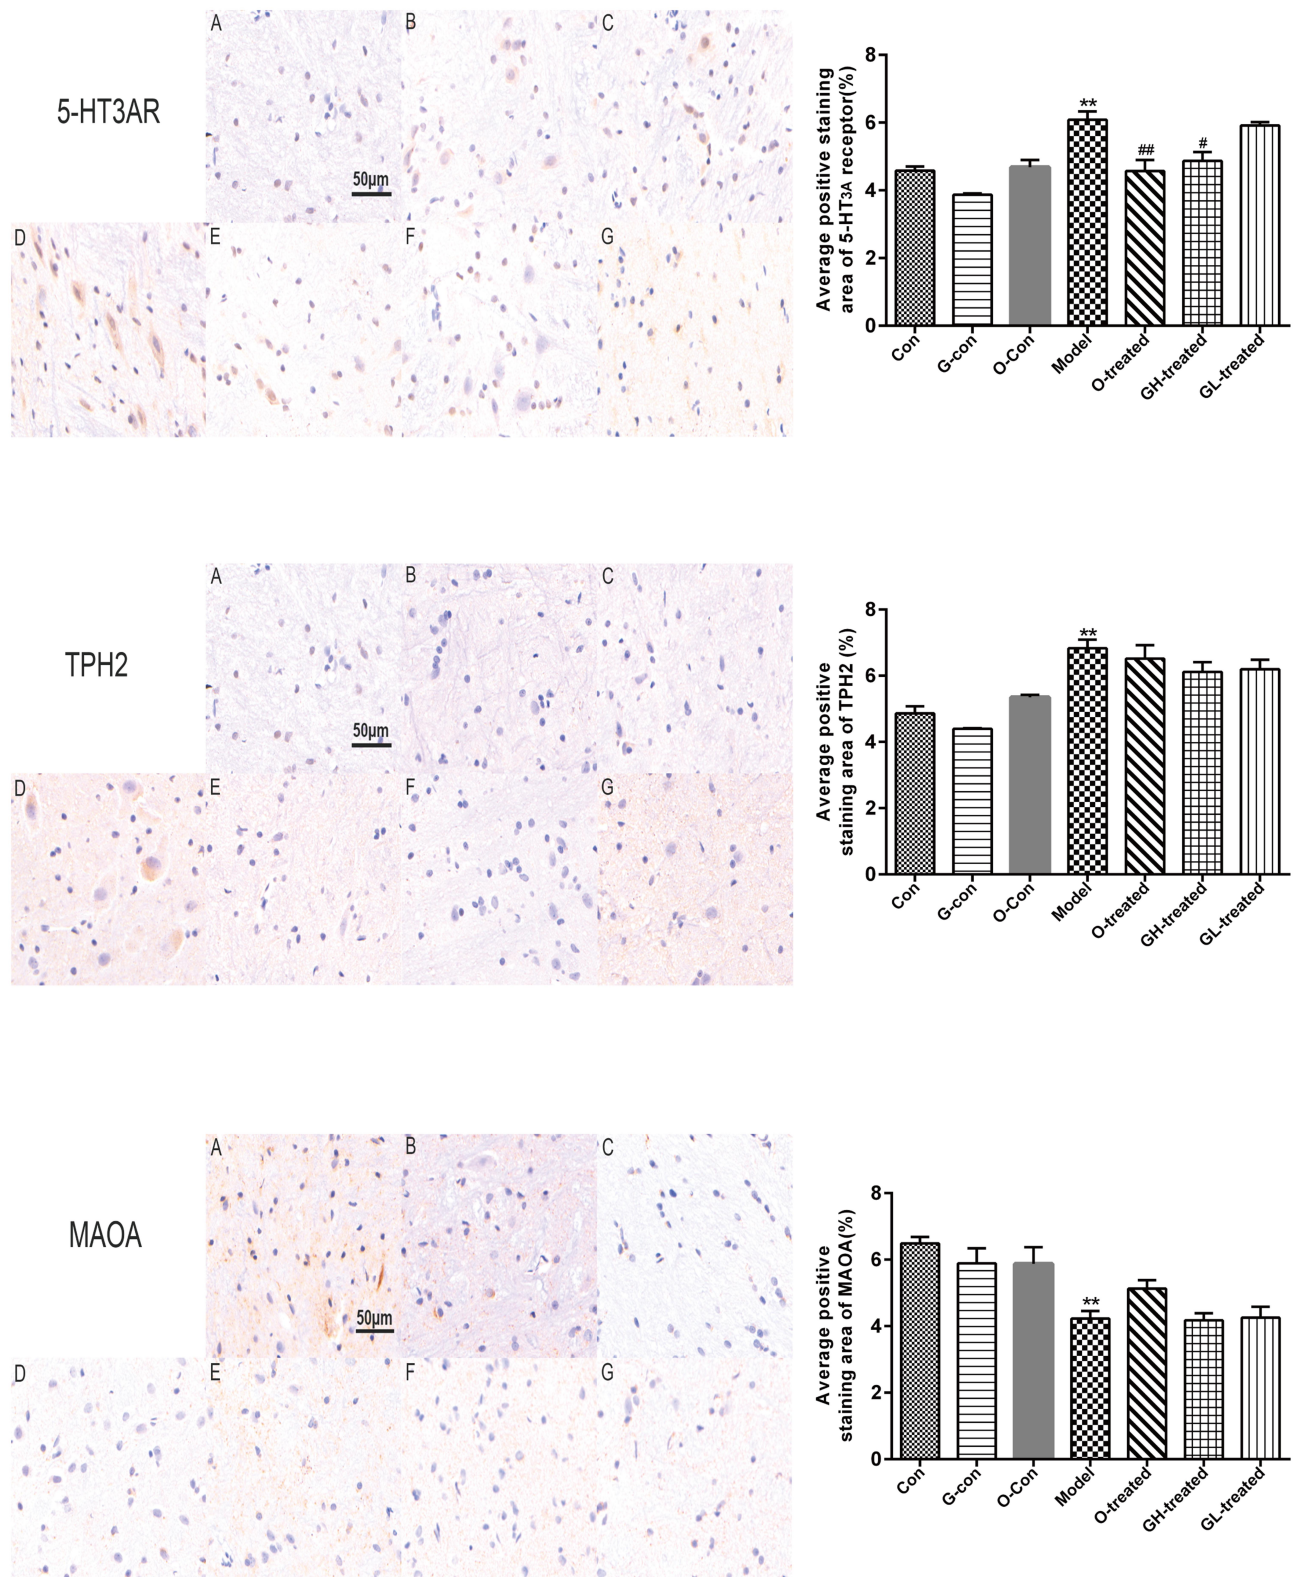 A
B
C
5-HT3AR
50μm
D
E
F
G
Average positive staining
area of 5-HT3A receptor(%)
8
6
4
2
0
**
##
#
Con
G-con
O-Con
Model
O-treated
GH-treated
GL-treated
A
B
C
TPH2
50μm
D
E
F
G
Average positive
staining area of TPH2 (%)
8
6
4
2
0
**
Con
G-con
O-Con
Model
O-treated
GH-treated
GL-treated
A
B
C
MAOA
50μm
D
E
F
G
Average positive
staining area of MAOA(%)
8
6
4
2
0
**
Con
G-con
O-Con
Model
O-treated
GH-treated
GL-treated